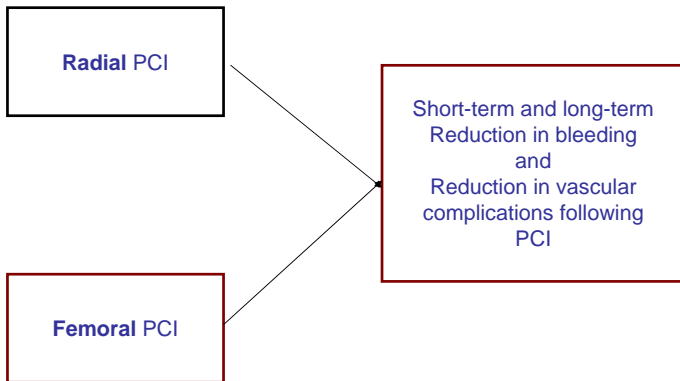 Radial PCI
Short-term and long-term
Reduction in bleeding
and
Reduction in vascular
complications following
PCI
Femoral PCI